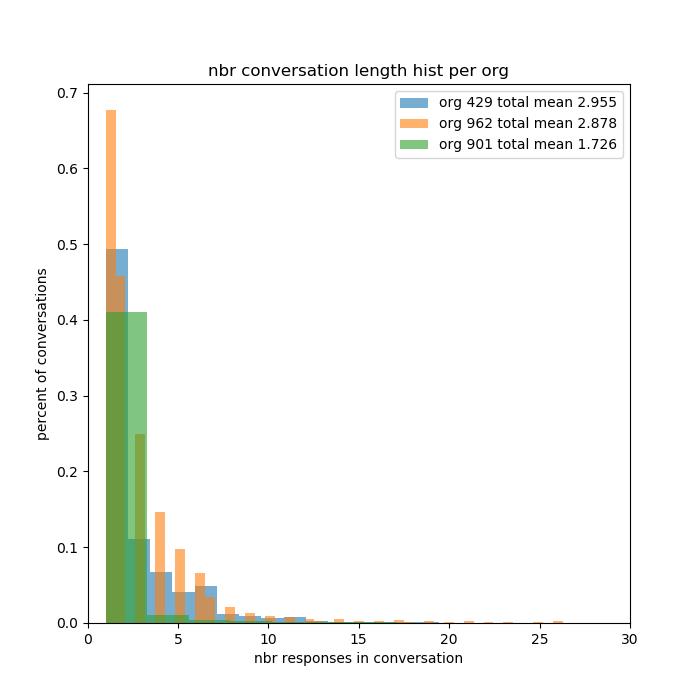 nbr conversation length hist per org
org 429 total mean 2.955
org 962 total mean 2.878
org 901 total mean 1.726
percent of conversations
0.7
0.6
0.5
0.4
0.3
0.2
0.1
0.0
0 5 10 15 20 25 30
nbr responses in conversation